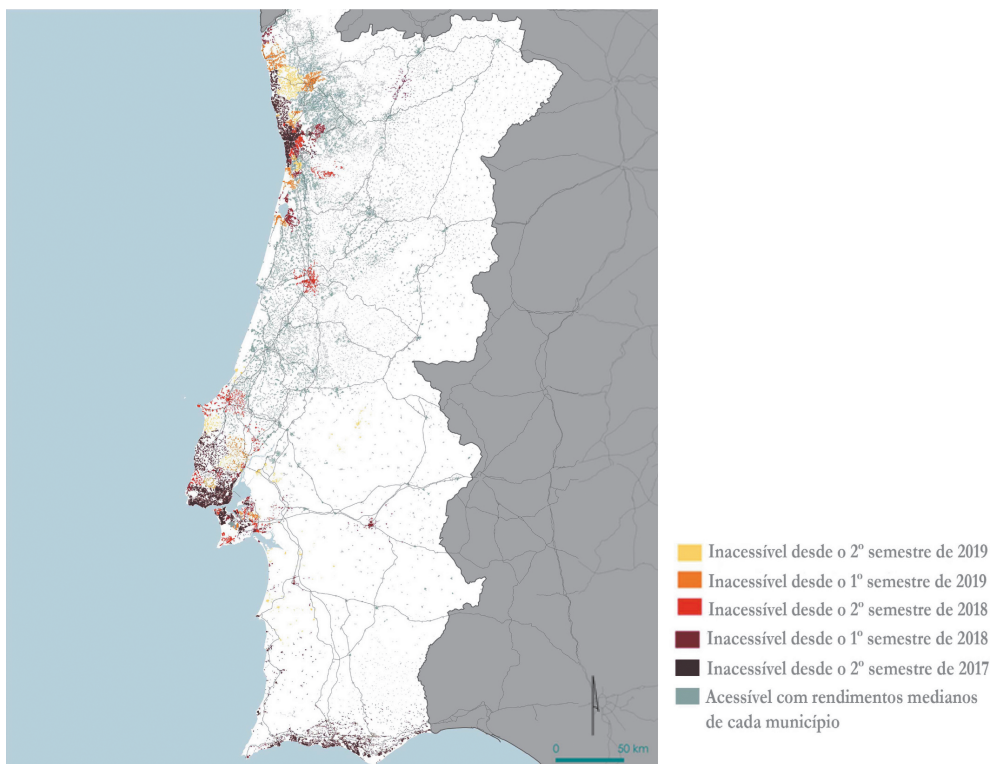 Inacessível desde o 2º semestre de 2019
Inacessível desde o 1º semestre de 2019
Inacessível desde o 2º semestre de 2018
Inacessível desde o 1º semestre de 2018
Inacessível desde o 2º semestre de 2017
Acessível com rendimentos medianos
de cada município
0 50 km